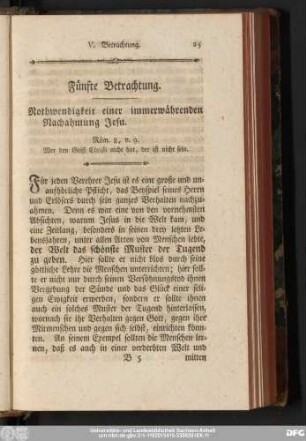 V. Betrachtung. 25
Fünfte Betrachtung.
Nothwendigkeit einer immerwährenden
Nachahmung Jesu.
Röm. 8, v. 9.
Wer den Geist Christi nicht hat, der ist nicht sein.
Für jeden Verehrer Jesu ist es eine große und un-
aufhörliche Pflicht, das Beyspiel seines Herrn
und Erlösers durch sein ganzes Verhalten nachzu-
ahmen. Denn es war eine von den vornehmsten
Absichten, warum Jesus in die Welt kam, und
eine Zeitlang, besonders in seinen drey letzten Le-
bensjahren, unter allen Arten von Menschen lebte,
der Welt das schönste Muster der Tugend
zu geben. Hier sollte er nicht blos durch seine
göttliche Lehre die Menschen unterrichten; hier soll-
te er nicht nur durch seinen Versöhnungstod ihnen
Vergebung der Sünde und das Glück einer seli-
gen Ewigkeit erwerben, sondern er sollte ihnen
auch ein solches Muster der Tugend hinterlassen,
wornach sie ihr Verhalten gegen Gott, gegen ihre
Mitmenschen und gegen sich selbst, einrichten könn-
ten. An seinem Exempel sollten die Menschen ler-
nen, daß es auch in einer verderbten Welt und
B 5 mitten
Universitäts- und Landesbibliothek Sachsen-Anhalt